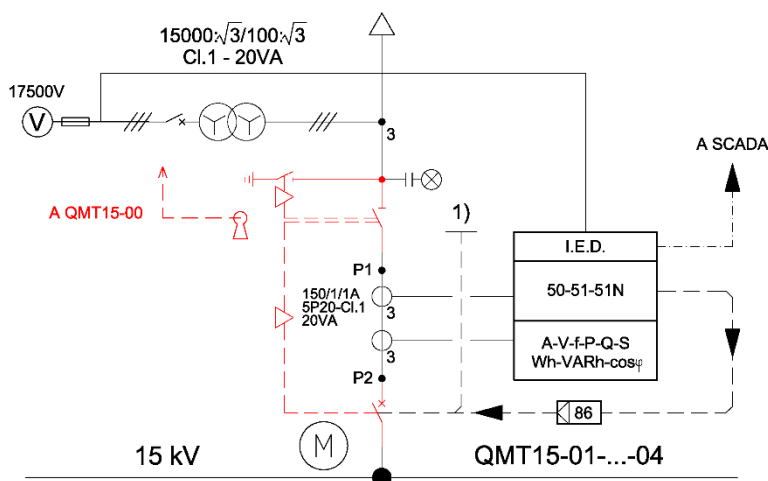 15000:√3/100:√3
Cl.1 - 20VA
17500V
V
3
A SCADA
A QMT15-00
1)
I.E.D.
P1
150/1/1A
5P20-Cl.1
20VA
3
50-51-51N
3
A-V-f-P-Q-S
Wh-VARh-cosφ
P2
86
M
15 kV
QMT15-01-...-04